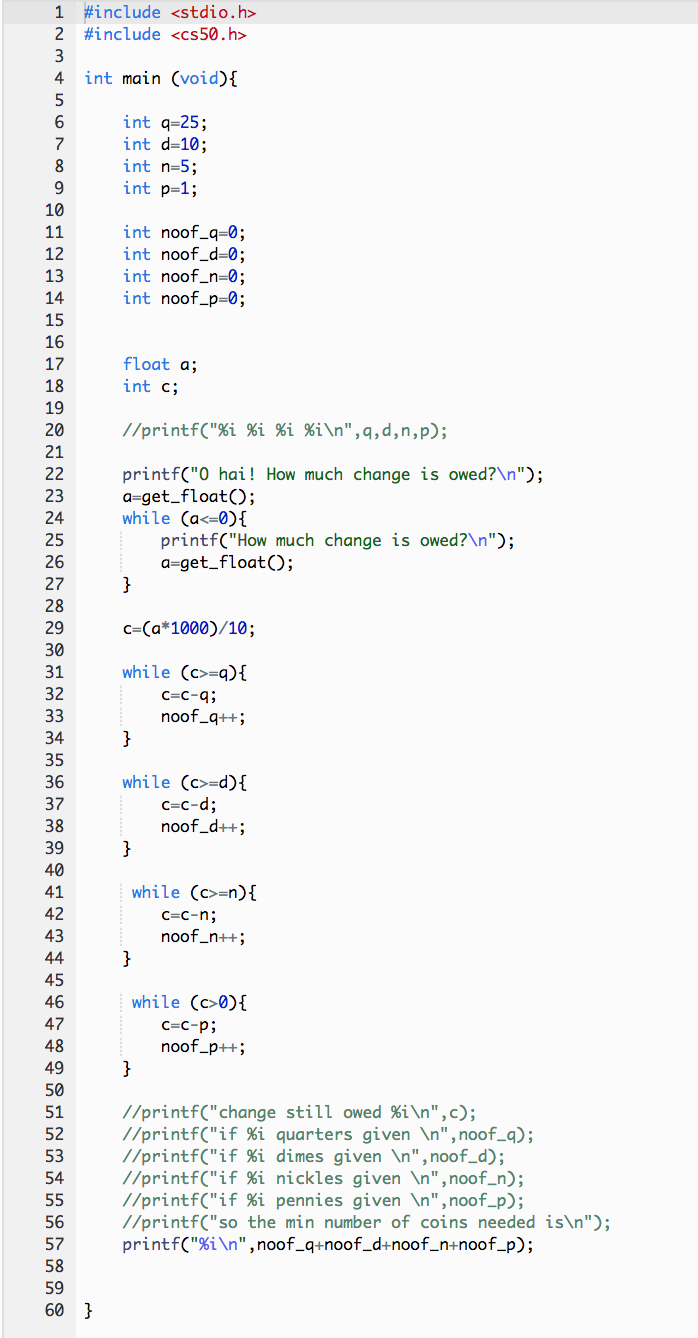 1 #include <stdio.h>
2 #include <cs50.h>
3
4 int main (void){
5
6 int q=25;
7 int d=10;
8 int n=5;
9 int p=1;
10
11 int noof_q=0;
12 int noof_d=0;
13 int noof_n=0;
14 int noof_p=0;
15
16
17 float a;
18 int c;
19
20 //printf("%i %i %i %i\n",q,d,n,p);
21
22 printf("O hai! How much change is owed?\n");
23 a=get_float();
24 while (a<=0){
25 printf("How much change is owed?\n");
26 a=get_float();
27 }
28
29 c=(a*1000)/10;
30
31 while (c>=q){
32 c=c-q;
33 noof_q++;
34 }
35
36 while (c>=d){
37 c=c-d;
38 noof_d++;
39 }
40
41 while (c>=n){
42 c=c-n;
43 noof_n++;
44 }
45
46 while (c>0){
47 c=c-p;
48 noof_p++;
49 }
50
51 //printf("change still owed %i\n",c);
52 //printf("if %i quarters given \n",noof_q);
53 //printf("if %i dimes given \n",noof_d);
54 //printf("if %i nickles given \n",noof_n);
55 //printf("if %i pennies given \n",noof_p);
56 //printf("so the min number of coins needed is\n");
57 printf("%i\n",noof_q+noof_d+noof_n+noof_p);
58
59
60 }